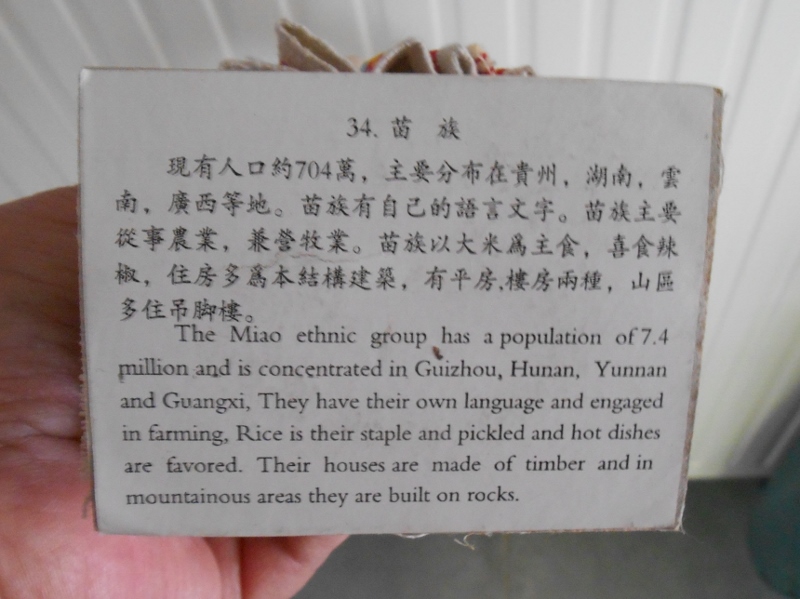 34. 苗 族
現有人口約704萬，主要分布在貴州，湖南，雲
南，廣西等地。苗族有自己的語言文字。苗族主要
從事農業，兼營牧業。苗族以大米爲主食，喜食辣
椒，住房多爲本結構建築，有平房.樓房兩種，山區
多住吊脚樓。
The Miao ethnic group has a population of 7.4
million and is concentrated in Guizhou, Hunan, Yunnan
and Guangxi, They have their own language and engaged
in farming, Rice is their staple and pickled and hot dishes
are favored. Their houses are made of timber and in
mountainous areas they are built on rocks.